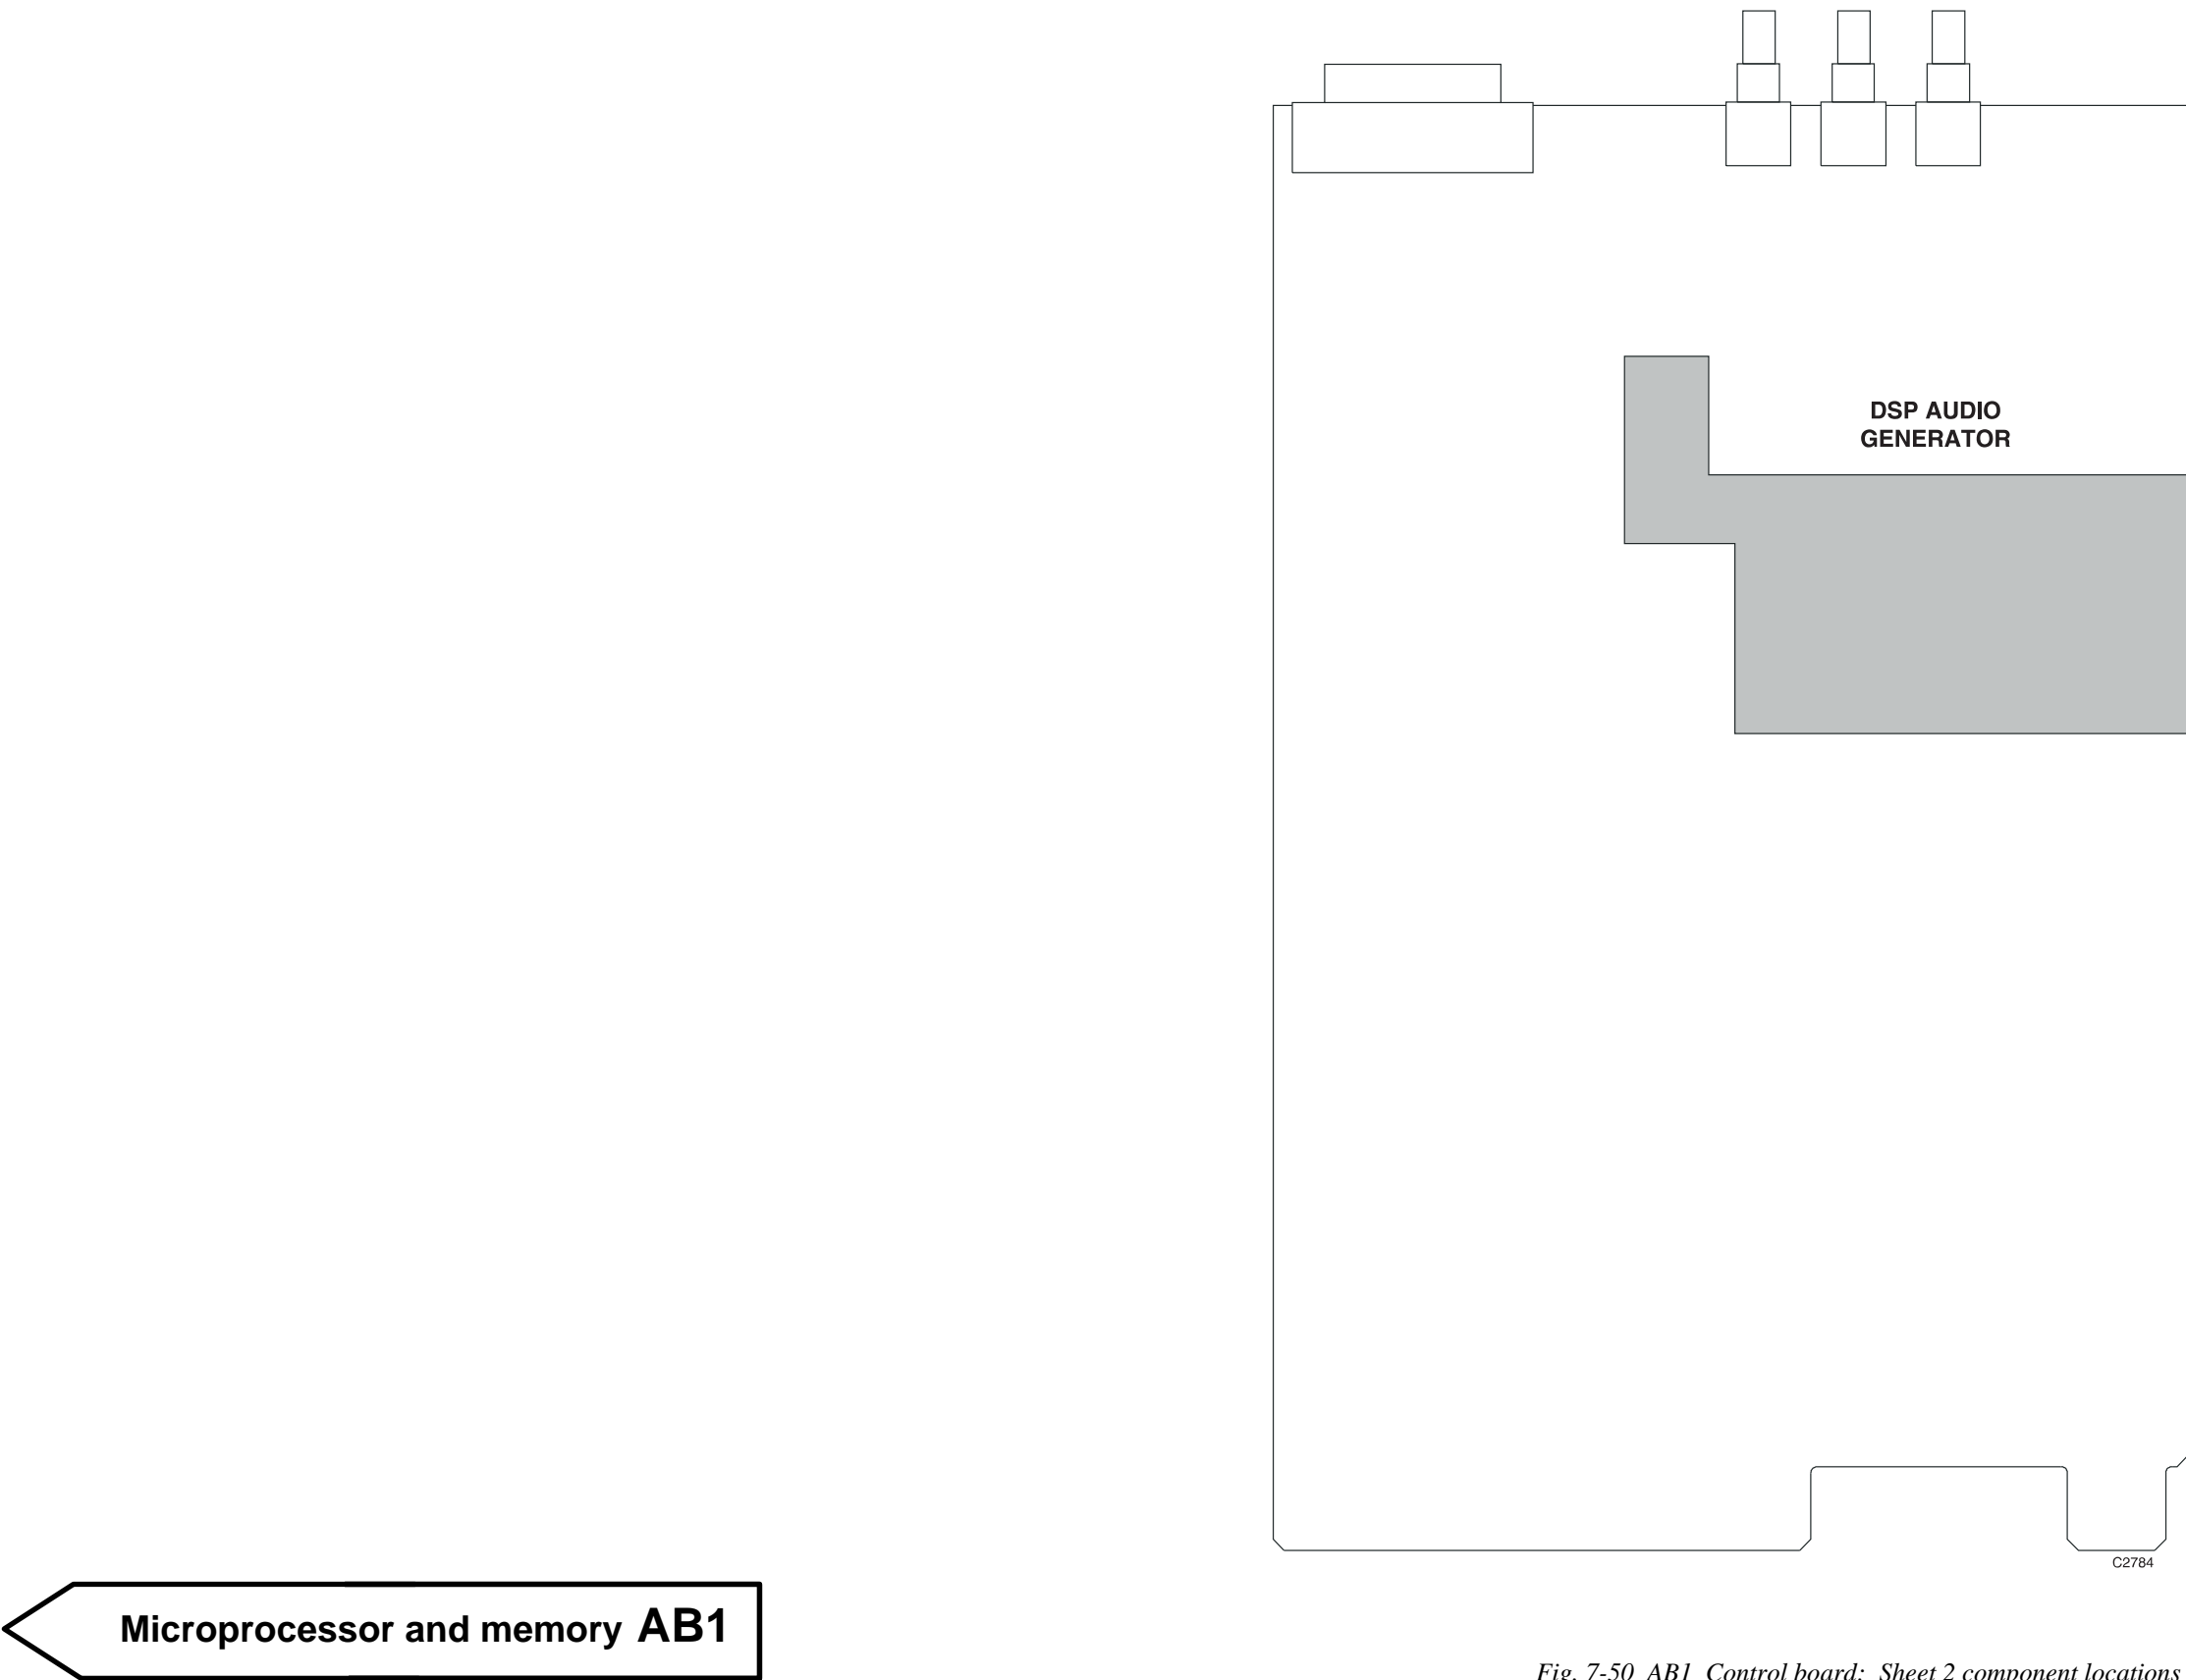 DSP AUDIO
GENERATOR
C2784
Microprocessor and memory AB1
Fig. 7-50 AB1 Control board: Sheet 2 component locations